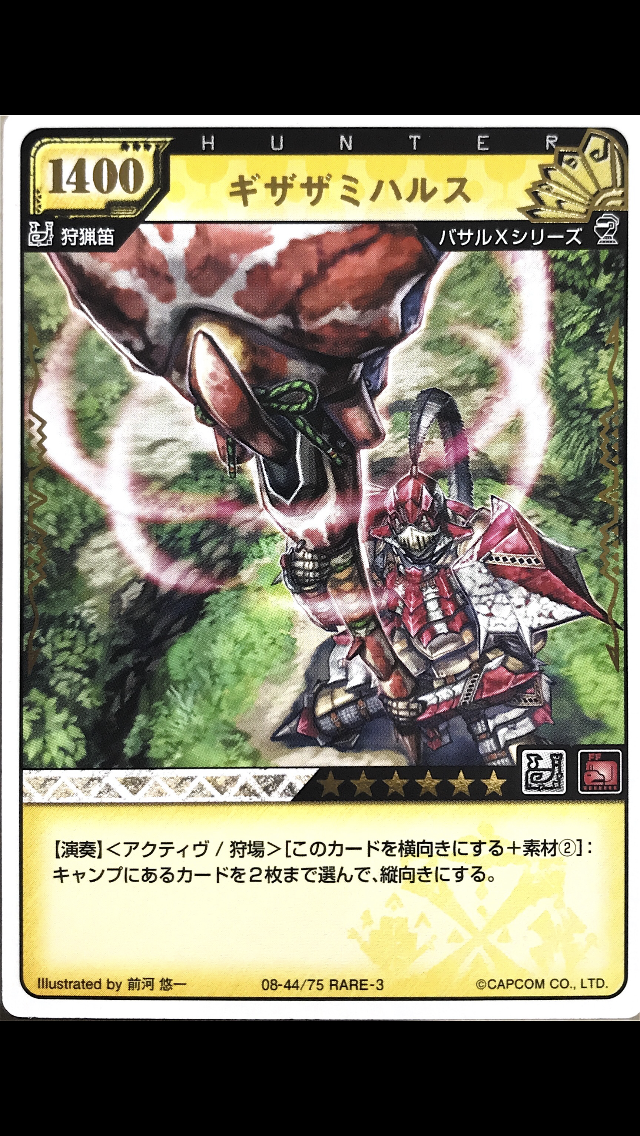 HUNTER
1400
ギザザミハルス
狩猟笛
バサルXシリーズ
FF
【演奏】<アクティヴ / 狩場>[このカードを横向きにする+素材②]:
キャンプにあるカードを2枚まで選んで、縦向きにする。
Illustrated by 前河 悠一
08-44/75 RARE-3
©CAPCOM CO., LTD.